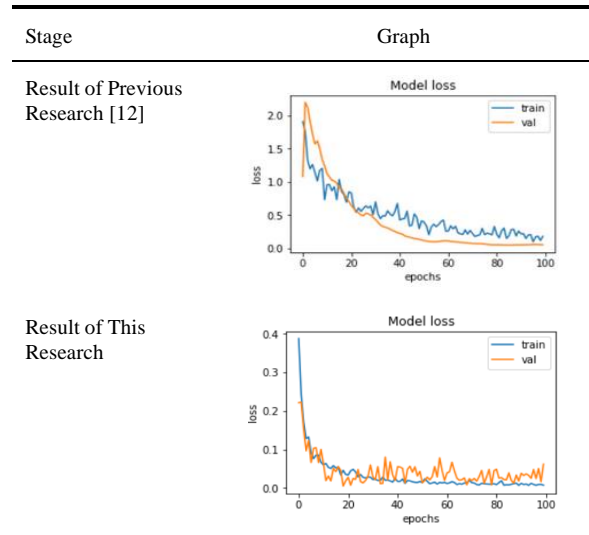 Stage Graph
Result of Previous
Research [12]
Model loss
train
val
2.0
1.5
1.0
0.5
0.0
loss
0 20 40 60 80 100
epochs
Result of This
Research
Model loss
train
val
0.4
0.3
0.2
0.1
0.0
loss
0 20 40 60 80 100
epochs